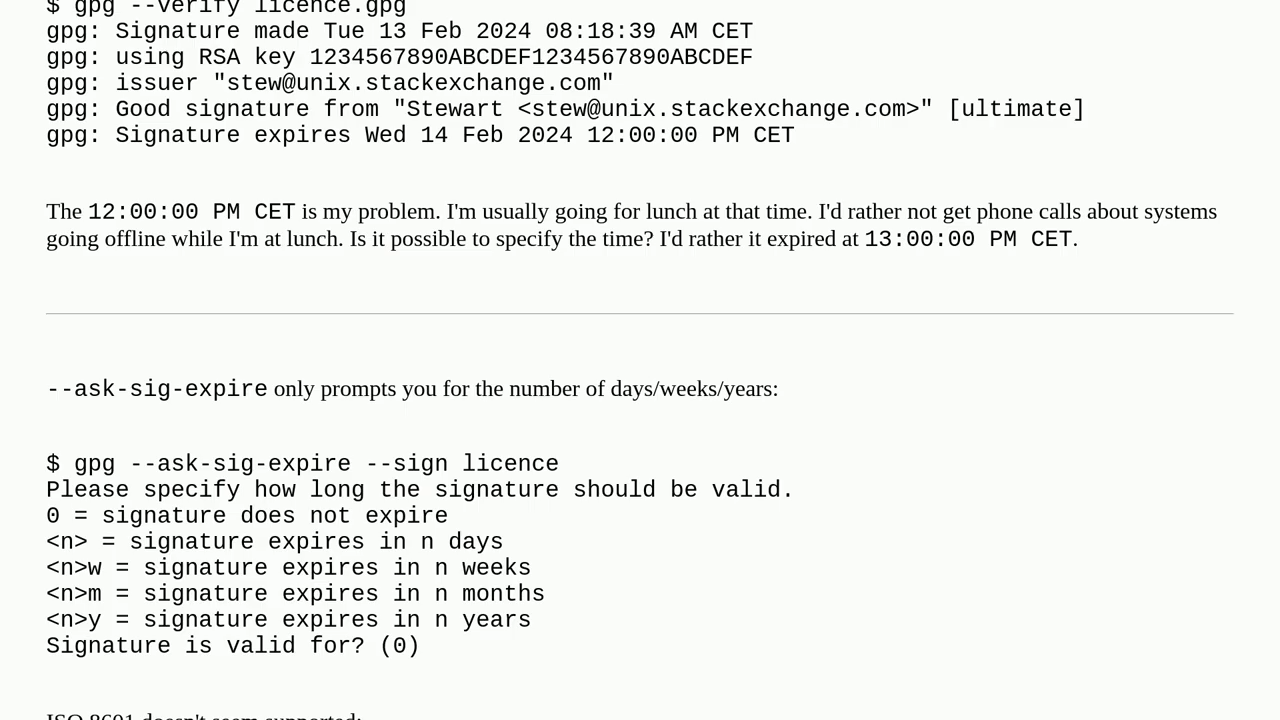 $ gpg --verify licence.gpg
gpg: Signature made Tue 13 Feb 2024 08:18:39 AM CET
gpg: using RSA key 1234567890ABCDEF1234567890ABCDEF
gpg: issuer "stew@unix.stackexchange.com"
gpg: Good signature from "Stewart <stew@unix.stackexchange.com>" [ultimate]
gpg: Signature expires Wed 14 Feb 2024 12:00:00 PM CET
The 12:00:00 PM CET is my problem. I'm usually going for lunch at that time. I'd rather not get phone calls about systems
going offline while I'm at lunch. Is it possible to specify the time? I'd rather it expired at 13:00:00 PM CET.
--ask-sig-expire only prompts you for the number of days/weeks/years:
$ gpg --ask-sig-expire --sign licence
Please specify how long the signature should be valid.
0 = signature does not expire
<n> = signature expires in n days
<n>w = signature expires in n weeks
<n>m = signature expires in n months
<n>y = signature expires in n years
Signature is valid for? (0)
ISO 8601 doesn't seem supported: